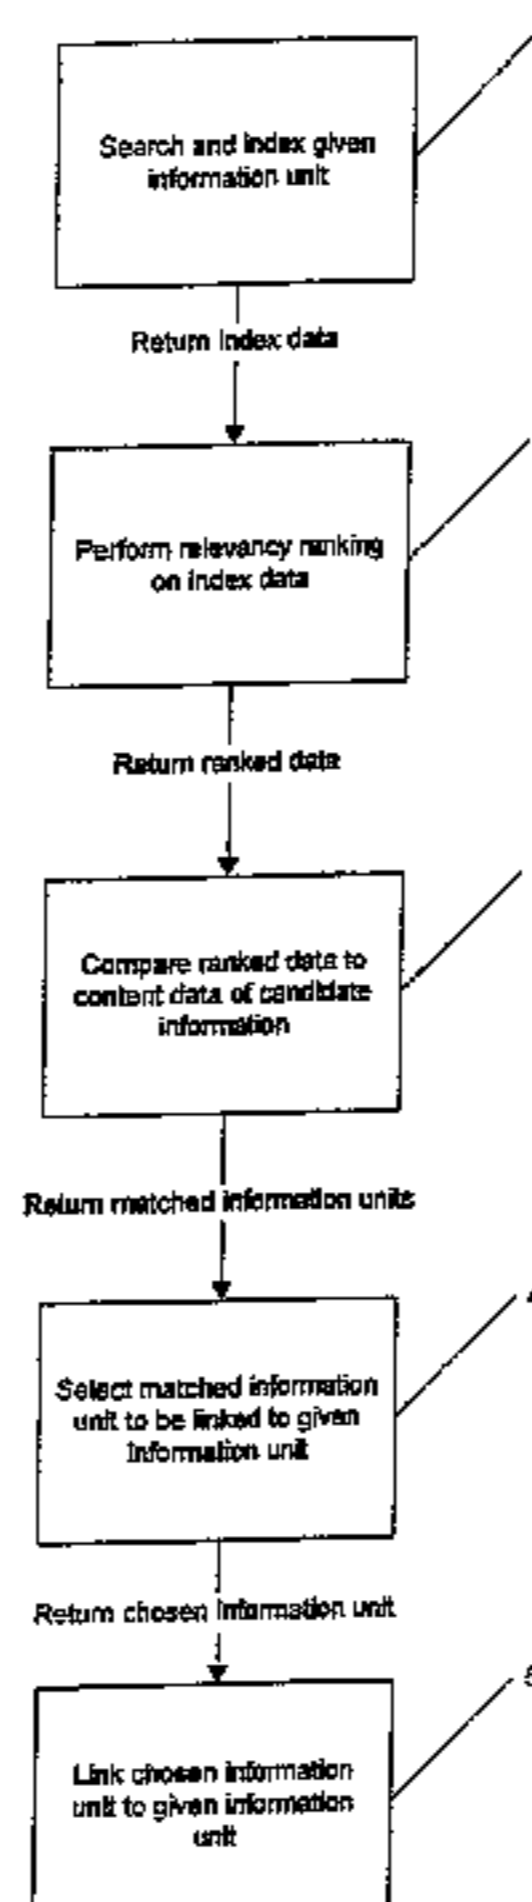 Search and index given
information unit
Return index data
Perform relevancy ranking
on index data
Return ranked data
Compare ranked data to
content data of candidate
information
Return matched information units
Select matched information
unit to be linked to given
information unit
Return chosen information unit
Link chosen information
unit to given information
unit